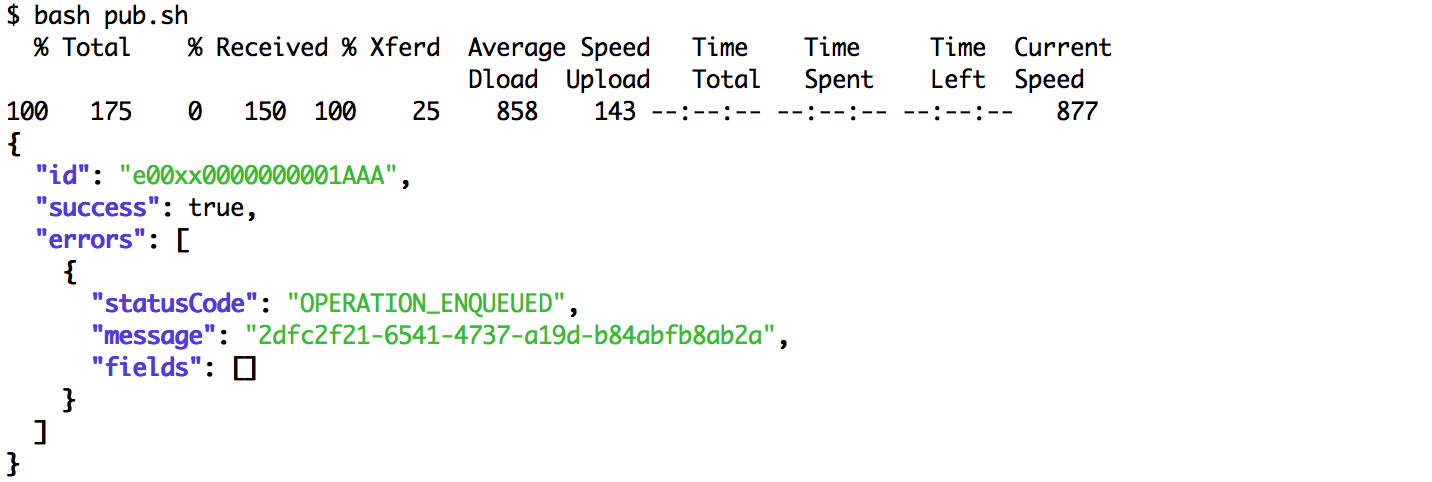 $ bash pub.sh
  % Total    % Received % Xferd  Average Speed   Time    Time     Time  Current
                                 Dload  Upload   Total   Spent    Left  Speed
100   175    0   150  100    25    858    143 --:--:-- --:--:-- --:--:--   877
{
  "id": "e00xx0000000001AAA",
  "success": true,
  "errors": [
    {
      "statusCode": "OPERATION_ENQUEUED",
      "message": "2dfc2f21-6541-4737-a19d-b84abfb8ab2a",
      "fields": []
    }
  ]
}